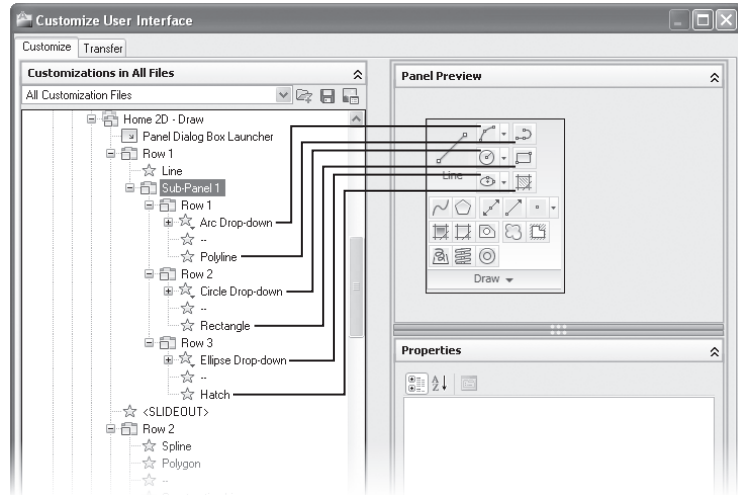 Customize User Interface
Customize
Transfer
Customizations in All Files
All Customization Files
Home 2D - Draw
Panel Dialog Box Launcher
Row 1
Line
Sub-Panel 1
Row 1
Arc Drop-down
--
Polyline
Row 2
Circle Drop-down
--
Rectangle
Row 3
Ellipse Drop-down
--
Hatch
<SLIDEOUT>
Row 2
Spline
Polygon
--
Panel Preview
Line
Draw
Properties